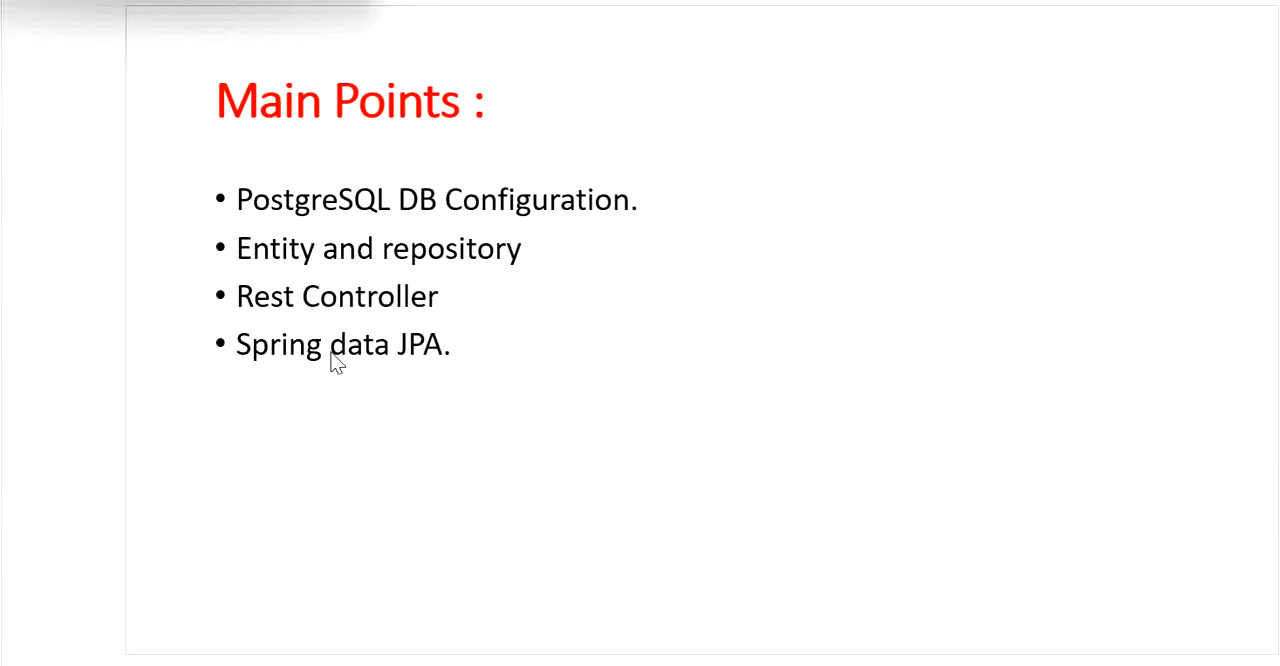 Main Points :
• PostgreSQL DB Configuration.
• Entity and repository
• Rest Controller
• Spring data JPA.